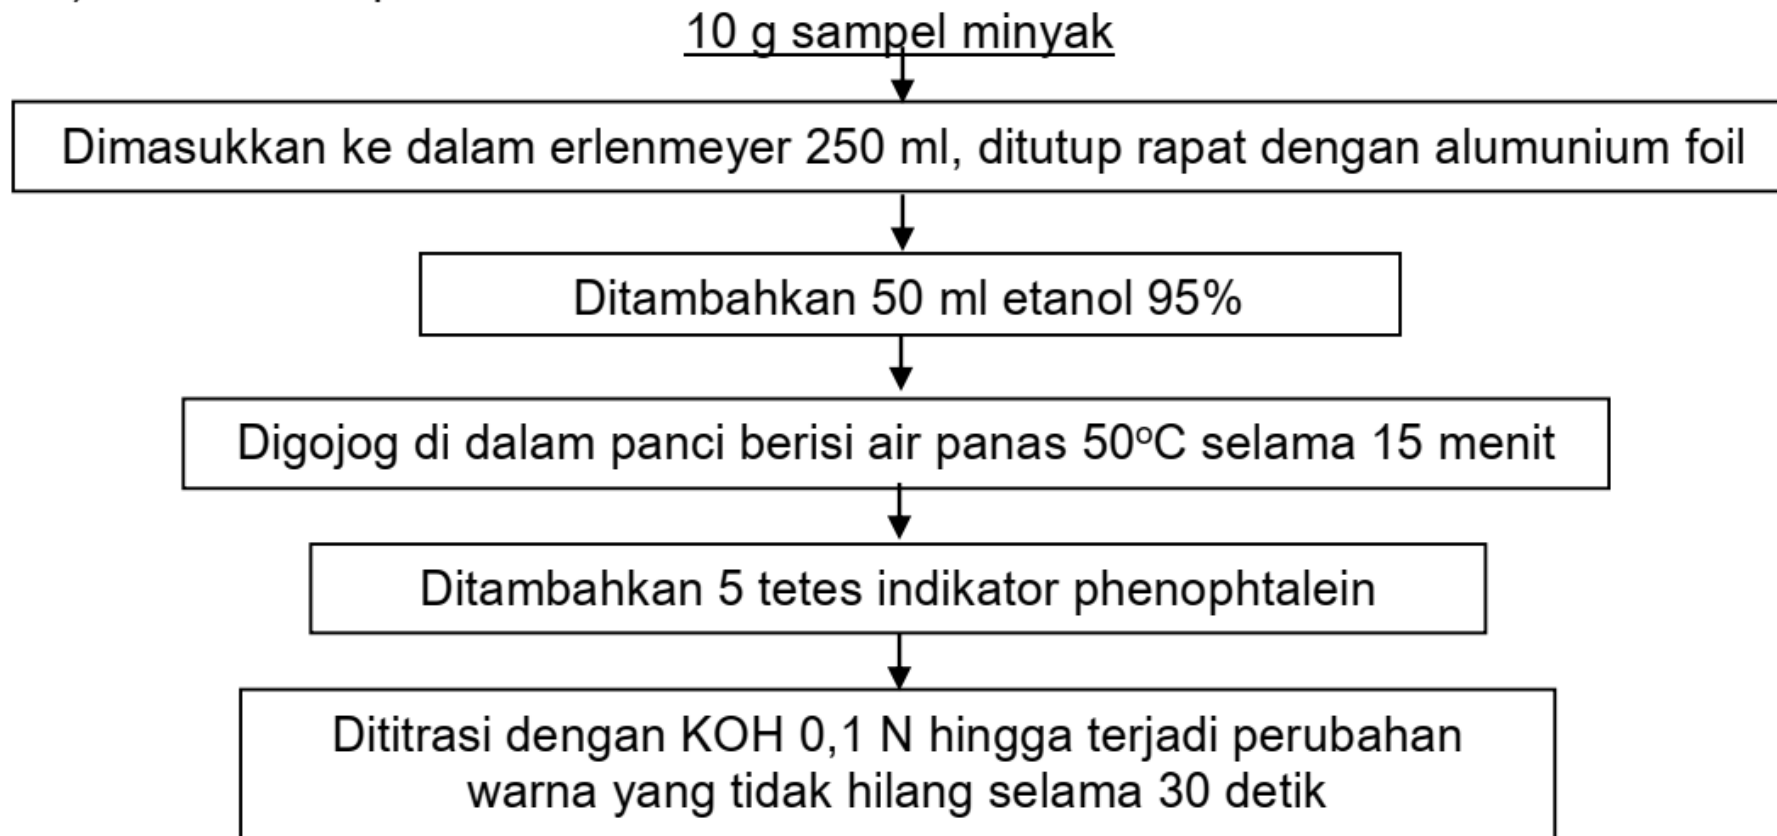 10 g sampel minyak
Dimasukkan ke dalam erlenmeyer 250 ml, ditutup rapat dengan alumunium foil
Ditambahkan 50 ml etanol 95%
Digojog di dalam panci berisi air panas 50°C selama 15 menit
Ditambahkan 5 tetes indikator phenophtalein
Dititrasi dengan KOH 0,1 N hingga terjadi perubahan
warna yang tidak hilang selama 30 detik